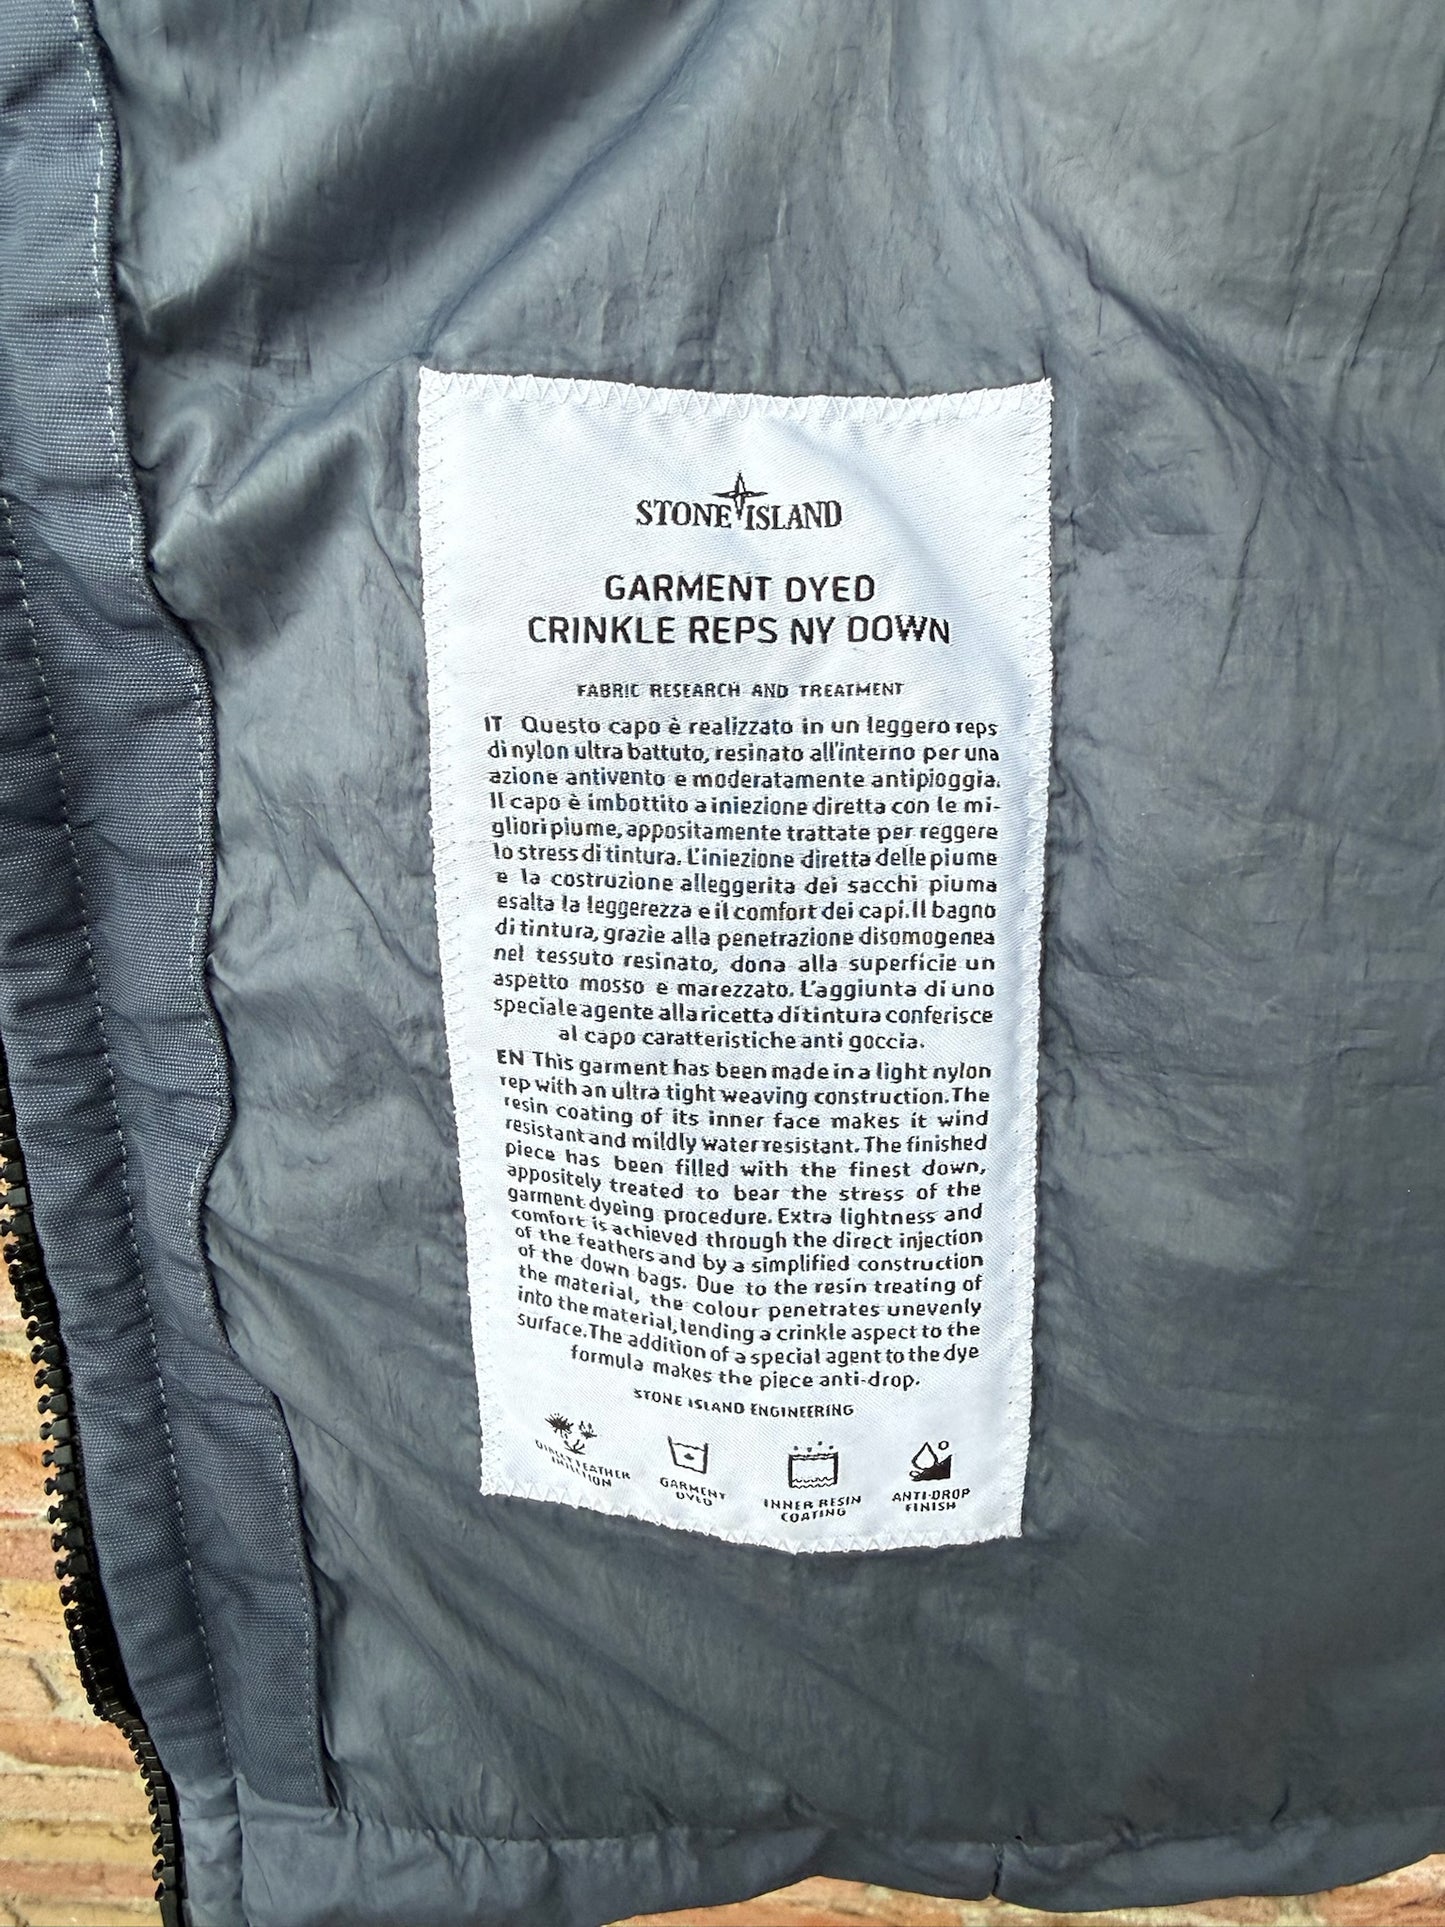 STONE ISLAND
GARMENT DYED
CRINKLE REPS NY DOWN
FABRIC RESEARCH AND TREATMENT
IT Questo capo è realizzato in un leggero reps
di nylon ultra battuto, resinato all'interno per una
azione antivento e moderatamente antipioggia.
Il capo è imbottito a iniezione diretta con le mi-
gliori piume, appositamente trattate per reggere
lo stress di tintura. L'iniezione diretta delle piume
e la costruzione alleggerita dei sacchi piuma
esalta la leggerezza e il comfort dei capi. Il bagno
di tintura, grazie alla penetrazione disomogenea
nel tessuto resinato, dona alla superficie un
aspetto mosso e marezzato. L'aggiunta di uno
speciale agente alla ricetta di tintura conferisce
al capo caratteristiche anti goccia.
EN This garment has been made in a light nylon
rep with an ultra tight weaving construction. The
resin coating of its inner face makes it wind
resistant and mildly water resistant. The finished
piece has been filled with the finest down,
appositely treated to bear the stress of the
garment dyeing procedure. Extra lightness and
comfort is achieved through the direct injection
of the feathers and by a simplified construction
of the down bags. Due to the resin treating of
the material, the colour penetrates unevenly
into the material, lending a crinkle aspect to the
surface. The addition of a special agent to the dye
formula makes the piece anti-drop.
STONE ISLAND ENGINEERING
DIRECT FEATHER
INJECTION
GARMENT
DYED
INNER RESIN
COATING
ANTI-DROP
FINISH